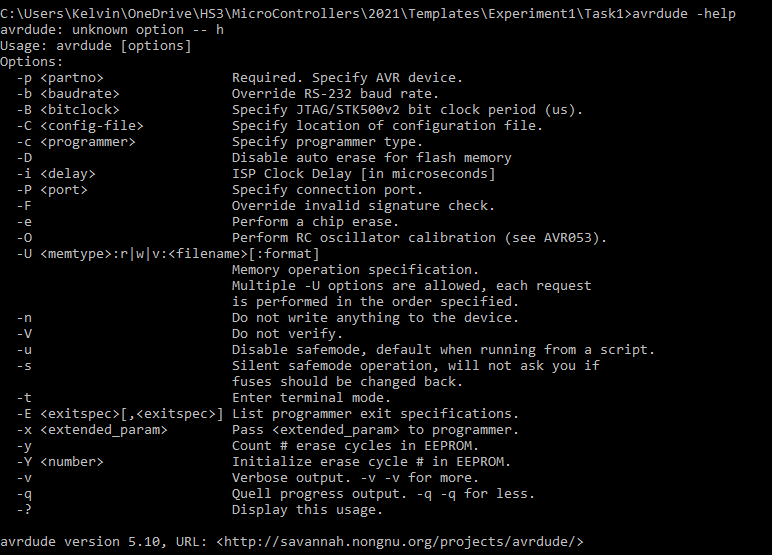 C:\Users\Kelvin\OneDrive\HS3\MicroControllers\2021\Templates\Experiment1\Task1>avrdude -help
avrdude: unknown option -- h
Usage: avrdude [options]
Options:
  -p <partno>                Required. Specify AVR device.
  -b <baudrate>              Override RS-232 baud rate.
  -B <bitclock>              Specify JTAG/STK500v2 bit clock period (us).
  -C <config-file>           Specify location of configuration file.
  -c <programmer>            Specify programmer type.
  -D                         Disable auto erase for flash memory
  -i <delay>                 ISP Clock Delay [in microseconds]
  -P <port>                  Specify connection port.
  -F                         Override invalid signature check.
  -e                         Perform a chip erase.
  -O                         Perform RC oscillator calibration (see AVR053).
  -U <memtype>:r|w|v:<filename>[:format]
                             Memory operation specification.
                             Multiple -U options are allowed, each request
                             is performed in the order specified.
  -n                         Do not write anything to the device.
  -V                         Do not verify.
  -u                         Disable safemode, default when running from a script.
  -s                         Silent safemode operation, will not ask you if
                             fuses should be changed back.
  -t                         Enter terminal mode.
  -E <exitspec>[,<exitspec>] List programmer exit specifications.
  -x <extended_param>        Pass <extended_param> to programmer.
  -y                         Count # erase cycles in EEPROM.
  -Y <number>                Initialize erase cycle # in EEPROM.
  -v                         Verbose output. -v -v for more.
  -q                         Quell progress output. -q -q for less.
  -?                         Display this usage.

avrdude version 5.10, URL: <http://savannah.nongnu.org/projects/avrdude/>